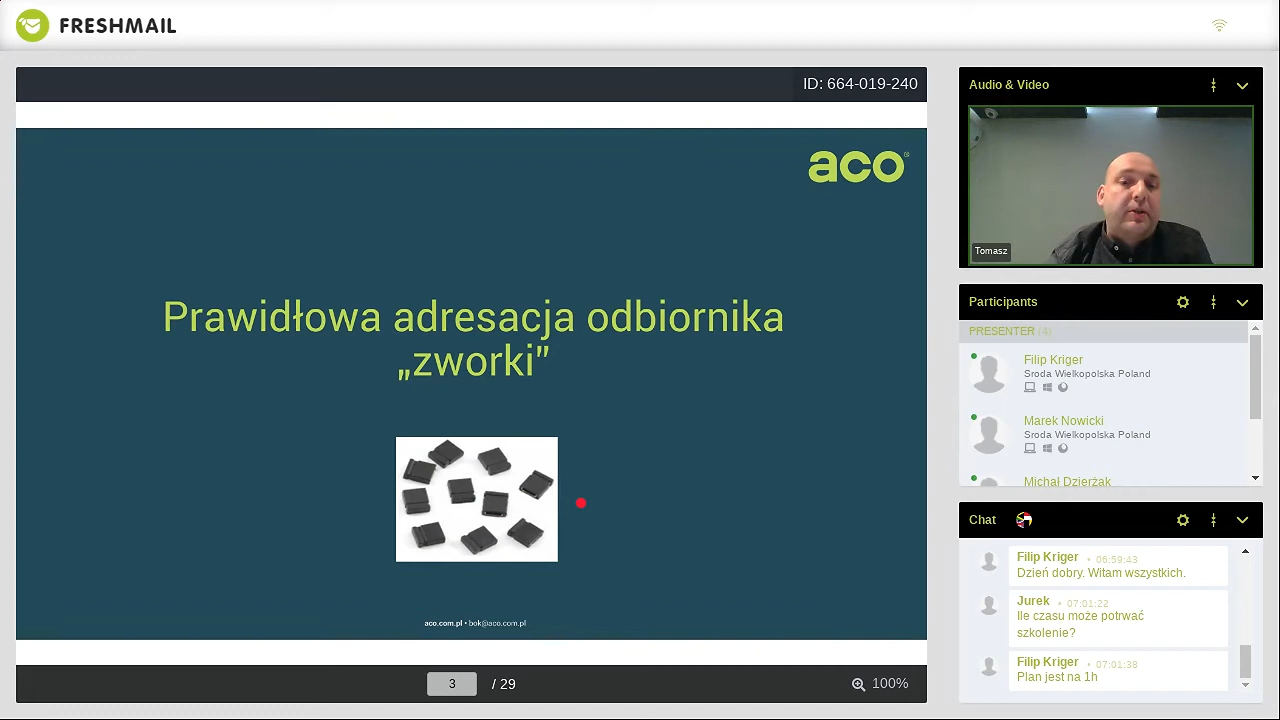 FRESHMAIL
ID: 664-019-240
aco
Prawidłowa adresacja odbiornika
„zworki”
aco.com.pl • bok@aco.com.pl
3 / 29
100%
Audio & Video
Tomasz
Participants
PRESENTER (4)
Filip Kriger
Sroda Wielkopolska Poland
Marek Nowicki
Sroda Wielkopolska Poland
Michał Dzierżak
Chat
Filip Kriger • 06:59:43
Dzień dobry. Witam wszystkich.
Jurek • 07:01:22
Ile czasu może potrwać
szkolenie?
Filip Kriger • 07:01:38
Plan jest na 1h